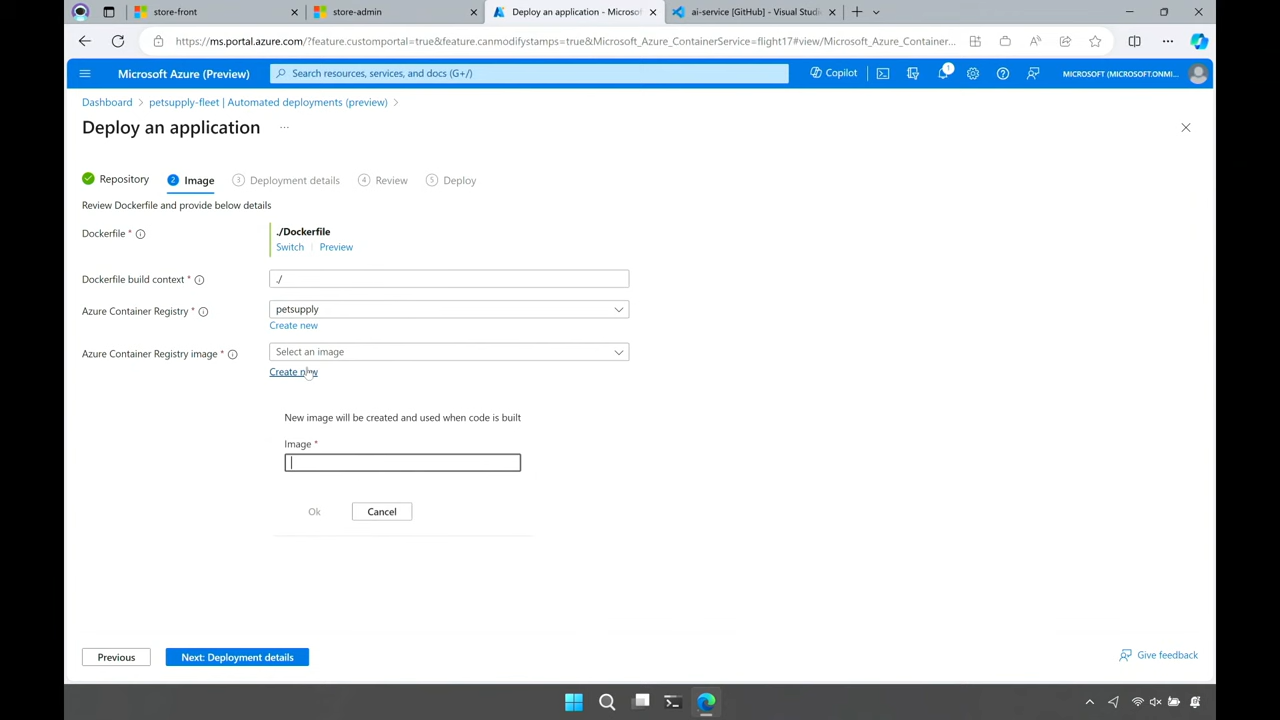 store-front
store-admin
Deploy an application - Microsof
ai-service [GitHub] - Visual Studi
https://ms.portal.azure.com/?feature.customportal=true&feature.canmodifystamps=true&Microsoft_Azure_ContainerService=flight17#view/Microsoft_Azure_Container...
Microsoft Azure (Preview)
Search resources, services, and docs (G+/)
Copilot
1
MICROSOFT (MICROSOFT.ONMI...
Dashboard > petsupply-fleet | Automated deployments (preview) >
Deploy an application ...
Repository
2 Image
3 Deployment details
4 Review
5 Deploy
Review Dockerfile and provide below details
Dockerfile *
./Dockerfile
Switch | Preview
Dockerfile build context *
./
Azure Container Registry *
petsupply
Create new
Azure Container Registry image *
Select an image
Create new
New image will be created and used when code is built
Image *
Ok
Cancel
Previous
Next: Deployment details
Give feedback